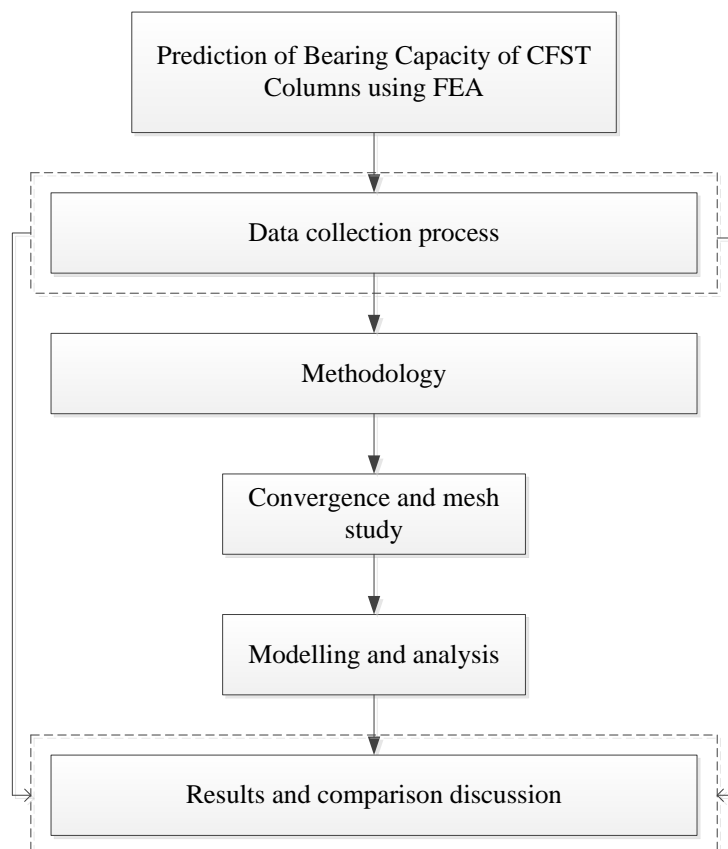 Prediction of Bearing Capacity of CFST
Columns using FEA
Data collection process
Methodology
Convergence and mesh
study
Modelling and analysis
Results and comparison discussion